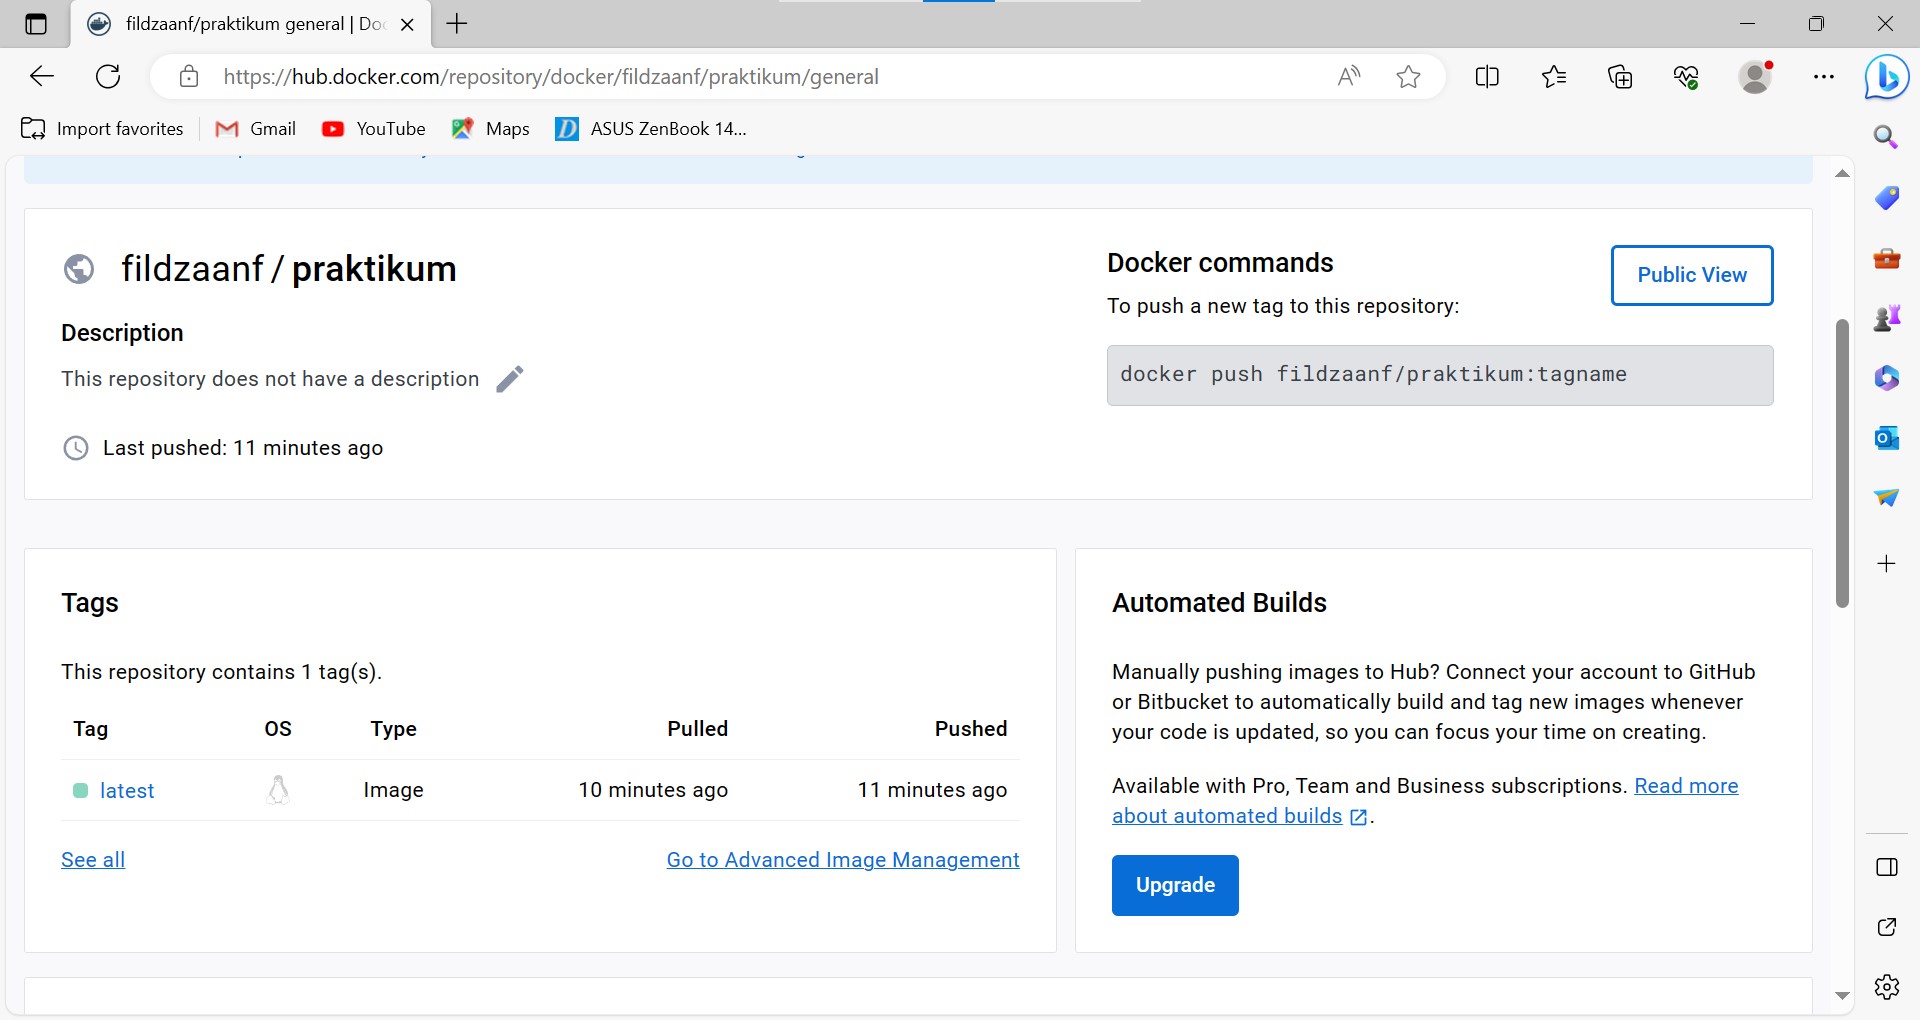 fildzaanf/praktikum general | Doc
https://hub.docker.com/repository/docker/fildzaanf/praktikum/general
Import favorites
Gmail
YouTube
Maps
ASUS ZenBook 14...
fildzaanf / praktikum
Description
This repository does not have a description
Last pushed: 11 minutes ago
Docker commands
To push a new tag to this repository:
Public View
docker push fildzaanf/praktikum:tagname
Tags
This repository contains 1 tag(s).
Tag OS Type Pulled Pushed
latest Image 10 minutes ago 11 minutes ago
See all
Go to Advanced Image Management
Automated Builds
Manually pushing images to Hub? Connect your account to GitHub
or Bitbucket to automatically build and tag new images whenever
your code is updated, so you can focus your time on creating.
Available with Pro, Team and Business subscriptions. Read more
about automated builds .
Upgrade